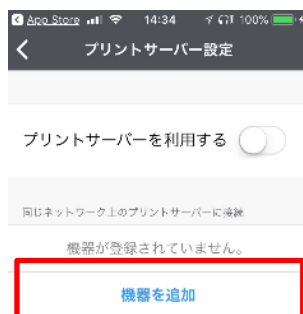 App Store 14:34 100%
プリントサーバー設定
プリントサーバーを利用する
同じネットワーク上のプリントサーバーに接続
機器が登録されていません。
機器を追加